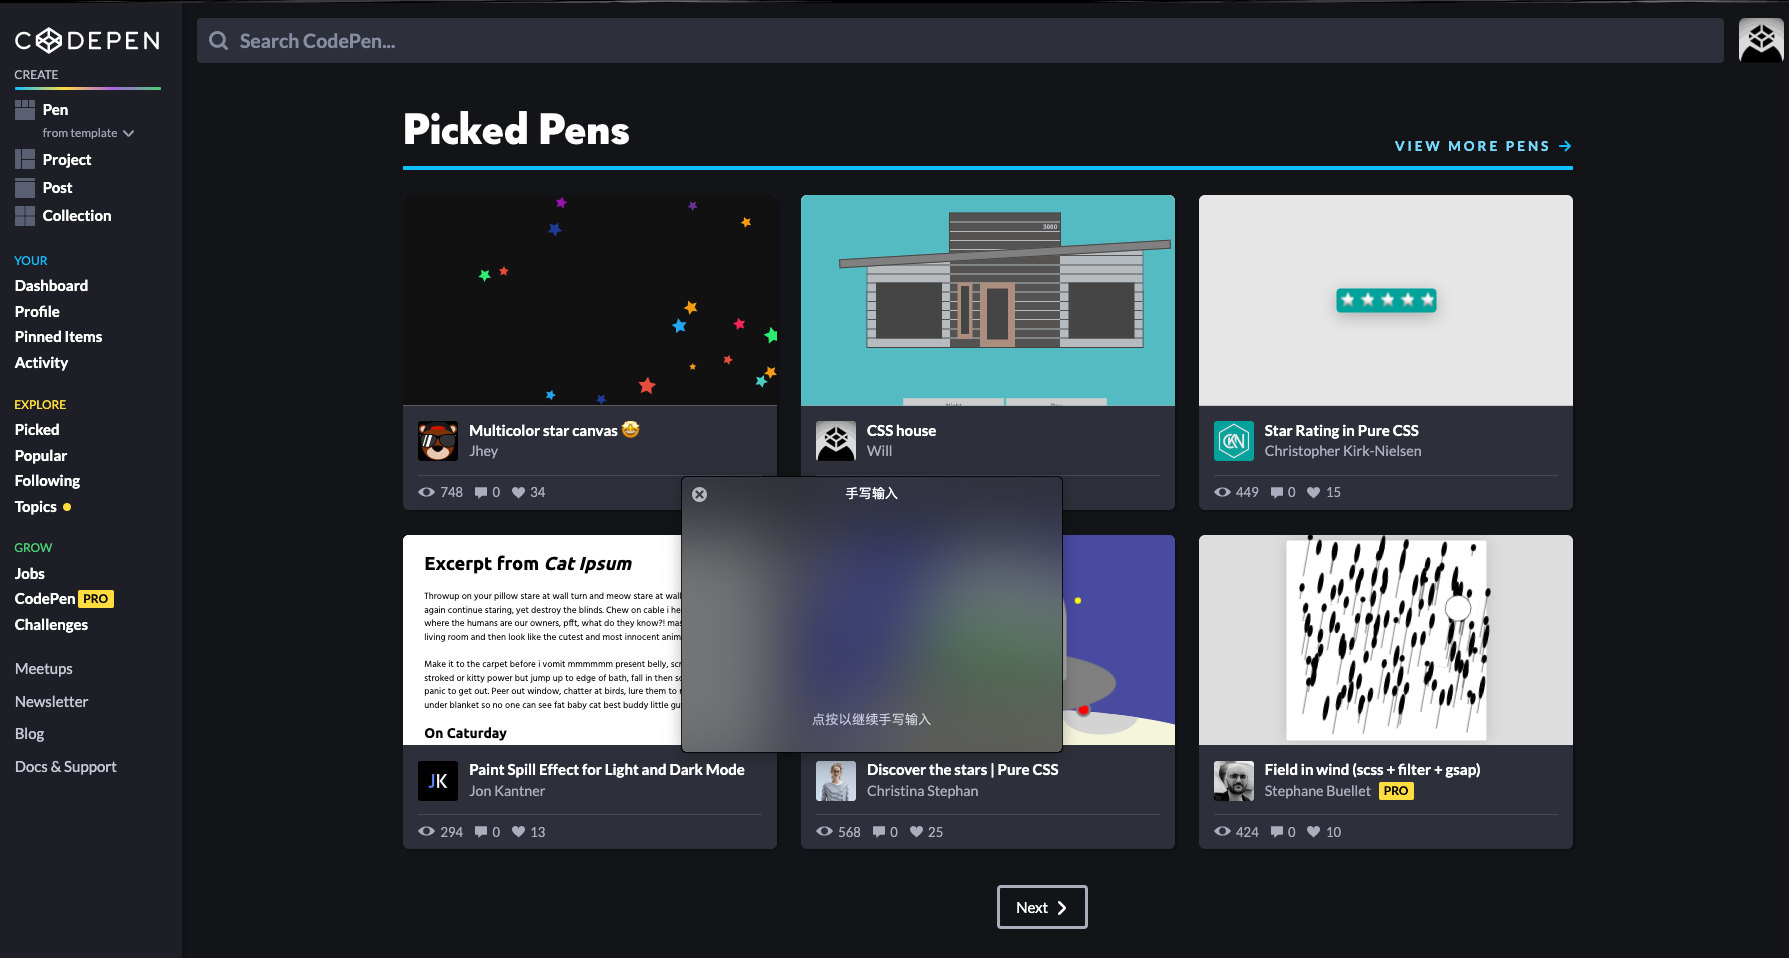 CODEPEN
Search CodePen...
CREATE
Pen
from template
Project
Post
Collection
YOUR
Dashboard
Profile
Pinned Items
Activity
EXPLORE
Picked
Popular
Following
Topics
GROW
Jobs
CodePen PRO
Challenges
Meetups
Newsletter
Blog
Docs & Support
Picked Pens
VIEW MORE PENS →
Multicolor star canvas 🤩
Jhey
748 0 34
3000
CSS house
Will
CKN
Star Rating in Pure CSS
Christopher Kirk-Nielsen
449 0 15
手写输入
点按以继续手写输入
Excerpt from Cat Ipsum
Throwup on your pillow stare at wall turn and meow stare at wall
again continue staring, yet destroy the blinds. Chew on cable i
where the humans are our owners, pfft, what do they know?!
living room and then look like the cutest and most innocent
Make it to the carpet before i vomit mmmmmm present belly,
stroked or kitty power but jump up to edge of bath, fall in then
panic to get out. Peer out window, chatter at birds, lure them to
under blanket so no one can see fat baby cat best buddy little
On Caturday
JK
Paint Spill Effect for Light and Dark Mode
Jon Kantner
294 0 13
Discover the stars | Pure CSS
Christina Stephan
568 0 25
Field in wind (scss + filter + gsap)
Stephane Buellet PRO
424 0 10
Next